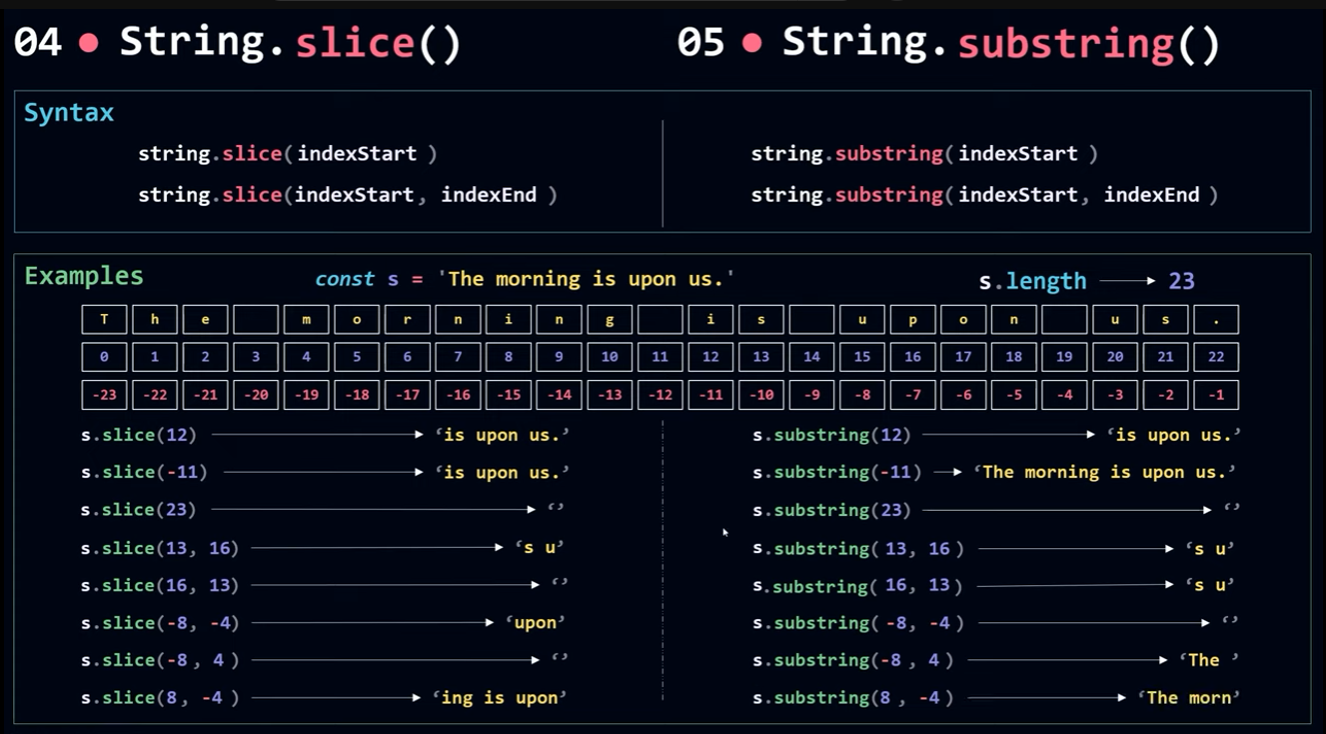 04 • String.slice()
05 • String.substring()
Syntax
string.slice(indexStart )
string.slice(indexStart, indexEnd )
string.substring(indexStart )
string.substring(indexStart, indexEnd )
Examples
const s = 'The morning is upon us.'
s.length → 23
T h e m o r n i n g i s u p o n u s .
0 1 2 3 4 5 6 7 8 9 10 11 12 13 14 15 16 17 18 19 20 21 22
-23 -22 -21 -20 -19 -18 -17 -16 -15 -14 -13 -12 -11 -10 -9 -8 -7 -6 -5 -4 -3 -2 -1
s.slice(12) → ‘is upon us.’
s.slice(-11) → ‘is upon us.’
s.slice(23) → ‘’
s.slice(13, 16) → ‘s u’
s.slice(16, 13) → ‘’
s.slice(-8, -4) → ‘upon’
s.slice(-8 , 4 ) → ‘’
s.slice(8, -4 ) → ‘ing is upon’
s.substring(12) → ‘is upon us.’
s.substring(-11) → ‘The morning is upon us.’
s.substring(23) → ‘’
s.substring( 13, 16 ) → ‘s u’
s.substring( 16, 13 ) → ‘s u’
s.substring( -8, -4 ) → ‘’
s.substring(-8 , 4 ) → ‘The ’
s.substring(8 , -4 ) → ‘The morn’